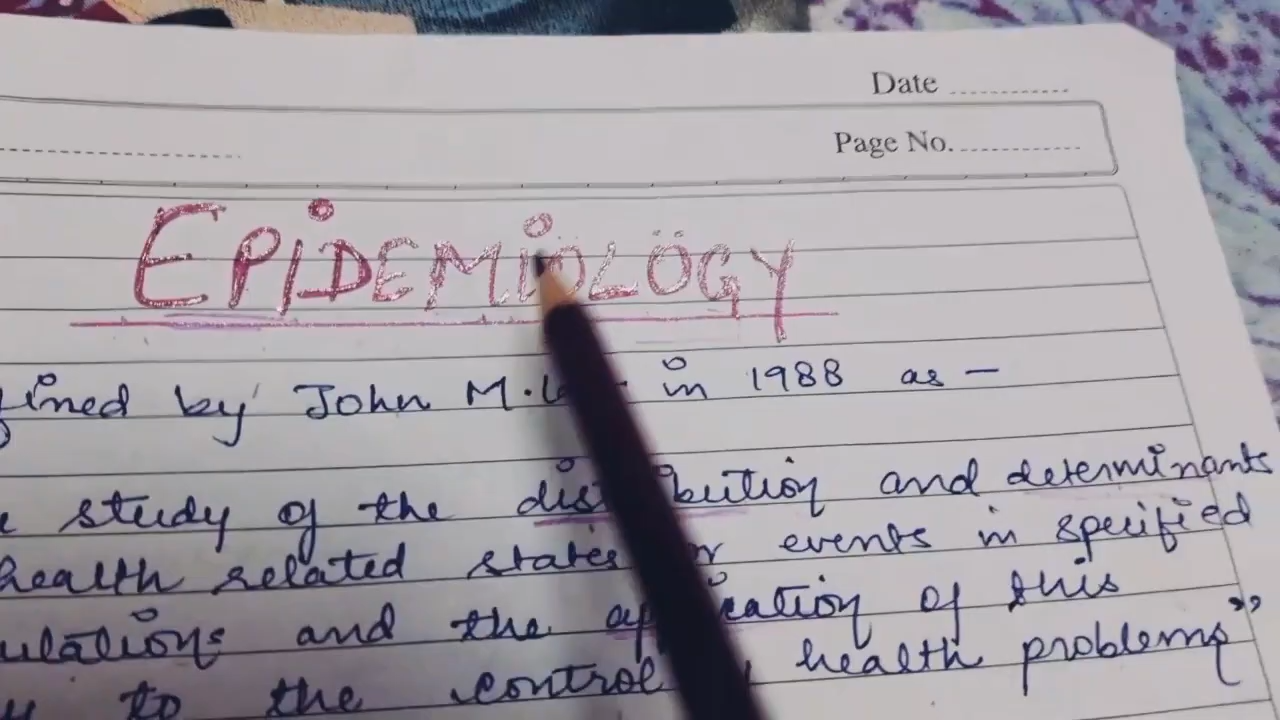 Date
Page No.
EPIDEMIOLOGY
by John M. in 1988 as -
study of the and determinants
health related states events in specified
and the of this
to the control health problems"